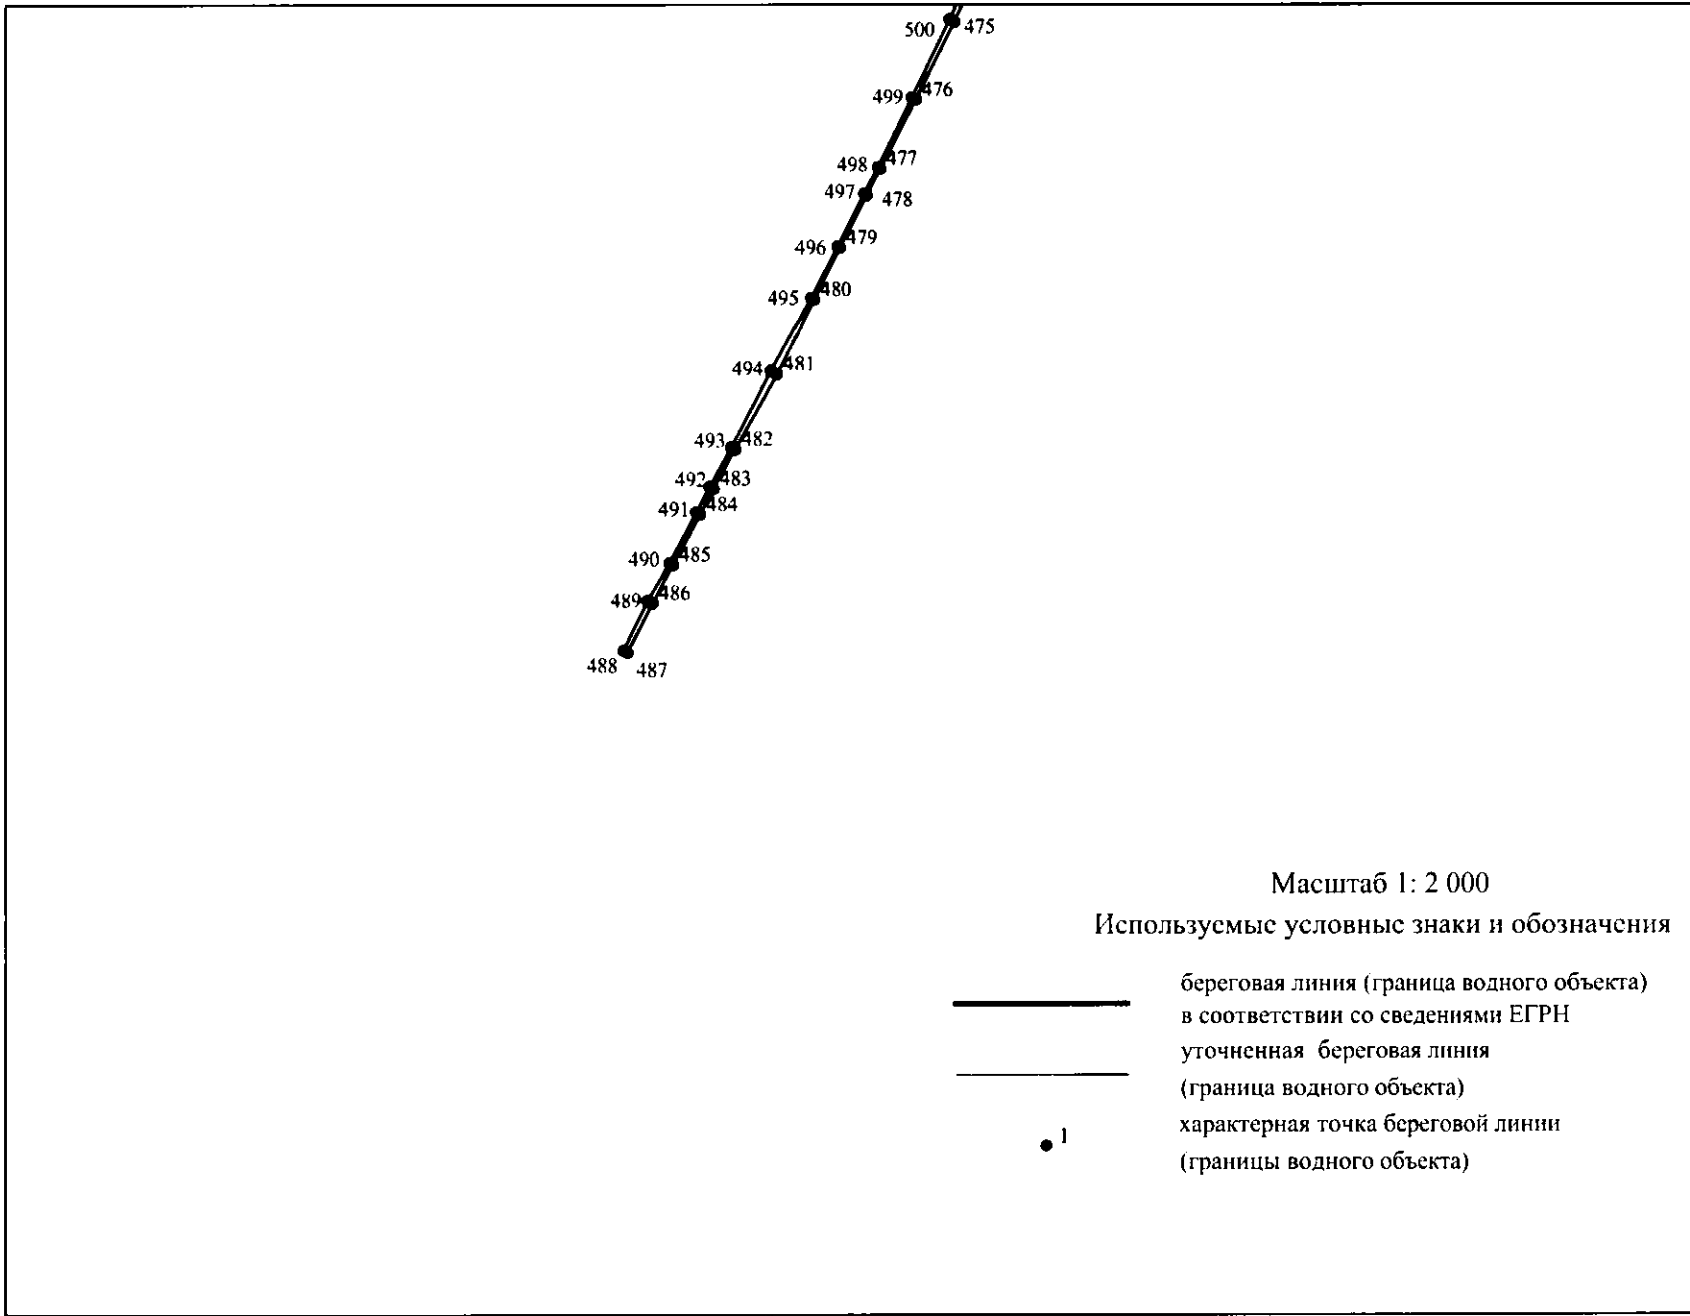 500 475
499 476
498 477
497 478
496 479
495 480
494 481
493 482
492 483
491 484
490 485
489 486
488 487
Масштаб 1: 2 000
Используемые условные знаки и обозначения
береговая линия (граница водного объекта)
в соответствии со сведениями ЕГРН
уточненная береговая линия
(граница водного объекта)
1 характерная точка береговой линии
(границы водного объекта)